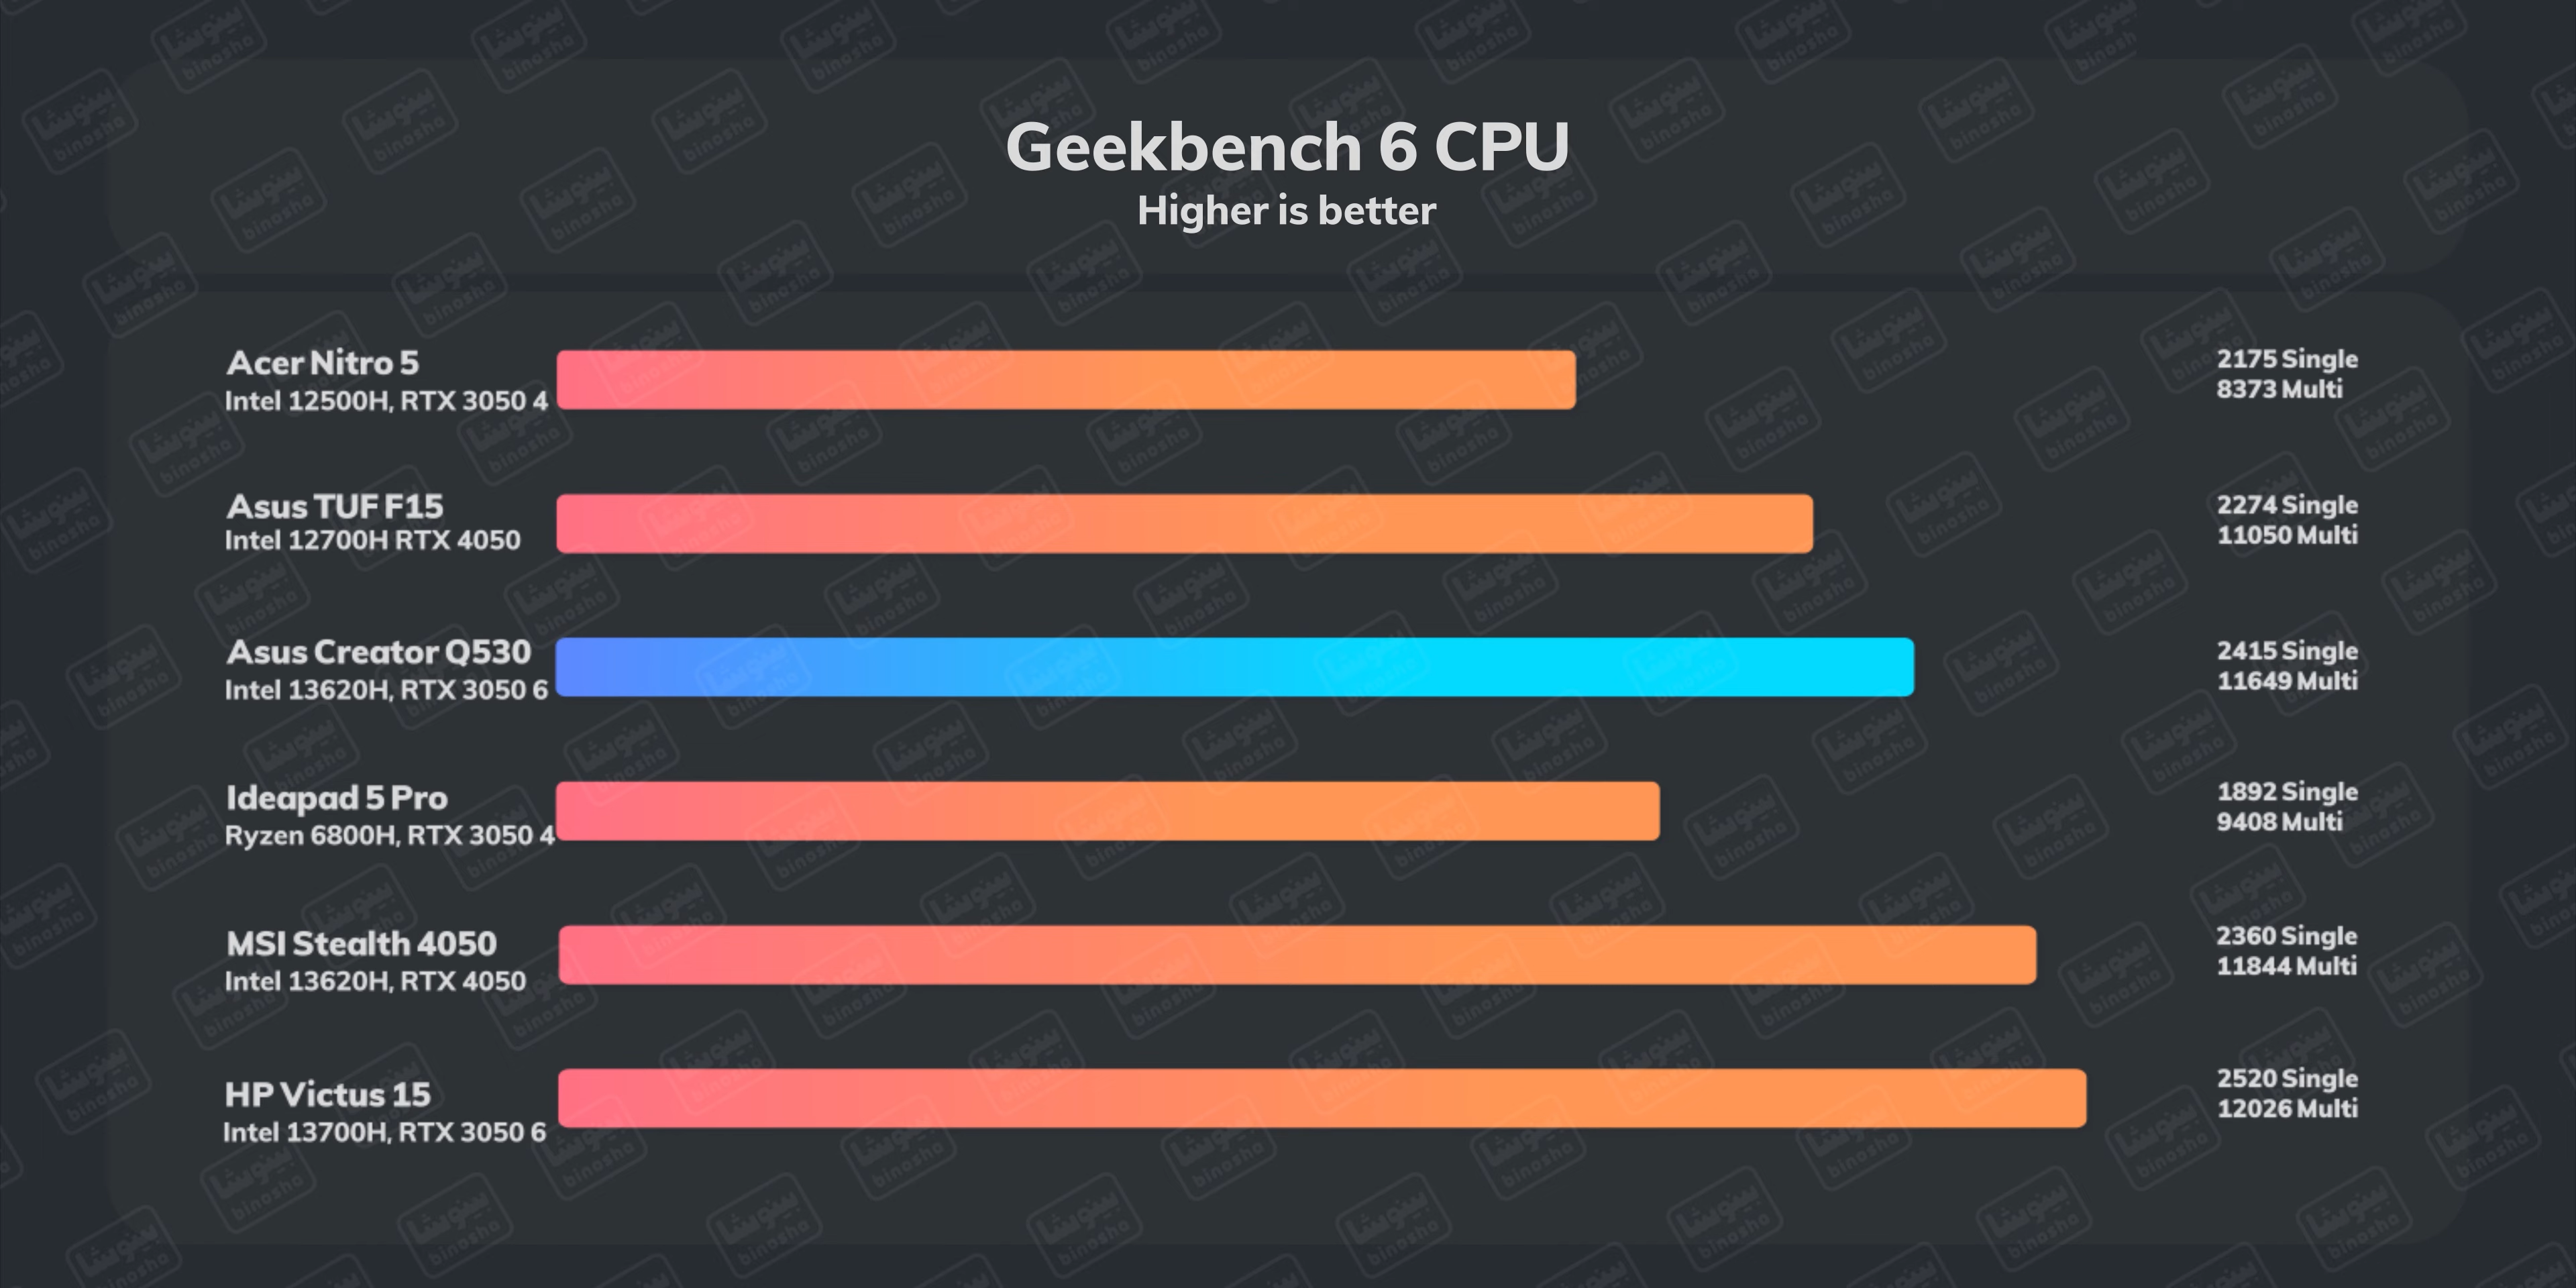 Geekbench 6 CPU
Higher is better
Acer Nitro 5
Intel 12500H, RTX 3050 4
2175 Single
8373 Multi
Asus TUF F15
Intel 12700H RTX 4050
2274 Single
11050 Multi
Asus Creator Q530
Intel 13620H, RTX 3050 6
2415 Single
11649 Multi
Ideapad 5 Pro
Ryzen 6800H, RTX 3050 4
1892 Single
9408 Multi
MSI Stealth 4050
Intel 13620H, RTX 4050
2360 Single
11844 Multi
HP Victus 15
Intel 13700H, RTX 3050 6
2520 Single
12026 Multi
بینوشا
binosha